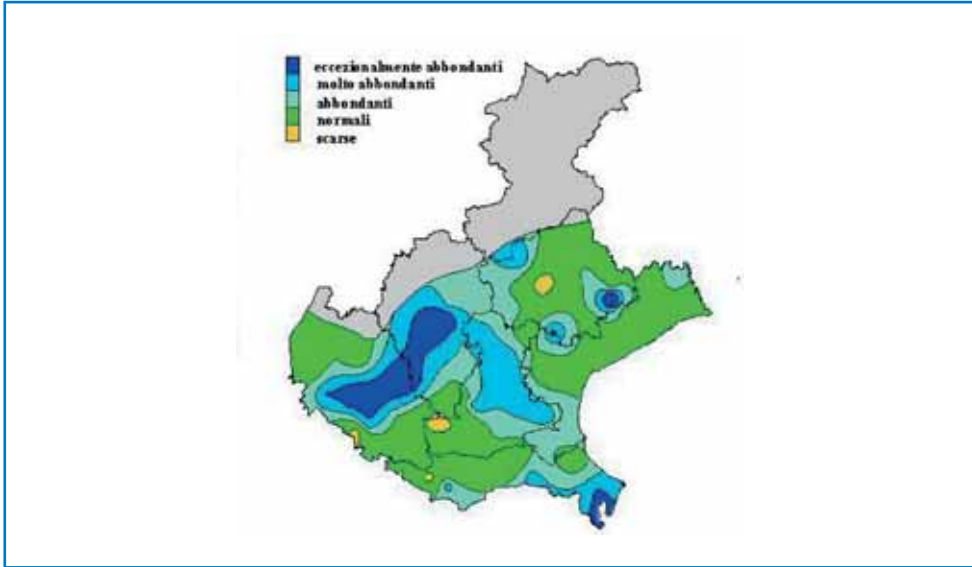 eccezionalmente abbondanti
molto abbondanti
abbondanti
normali
scarse